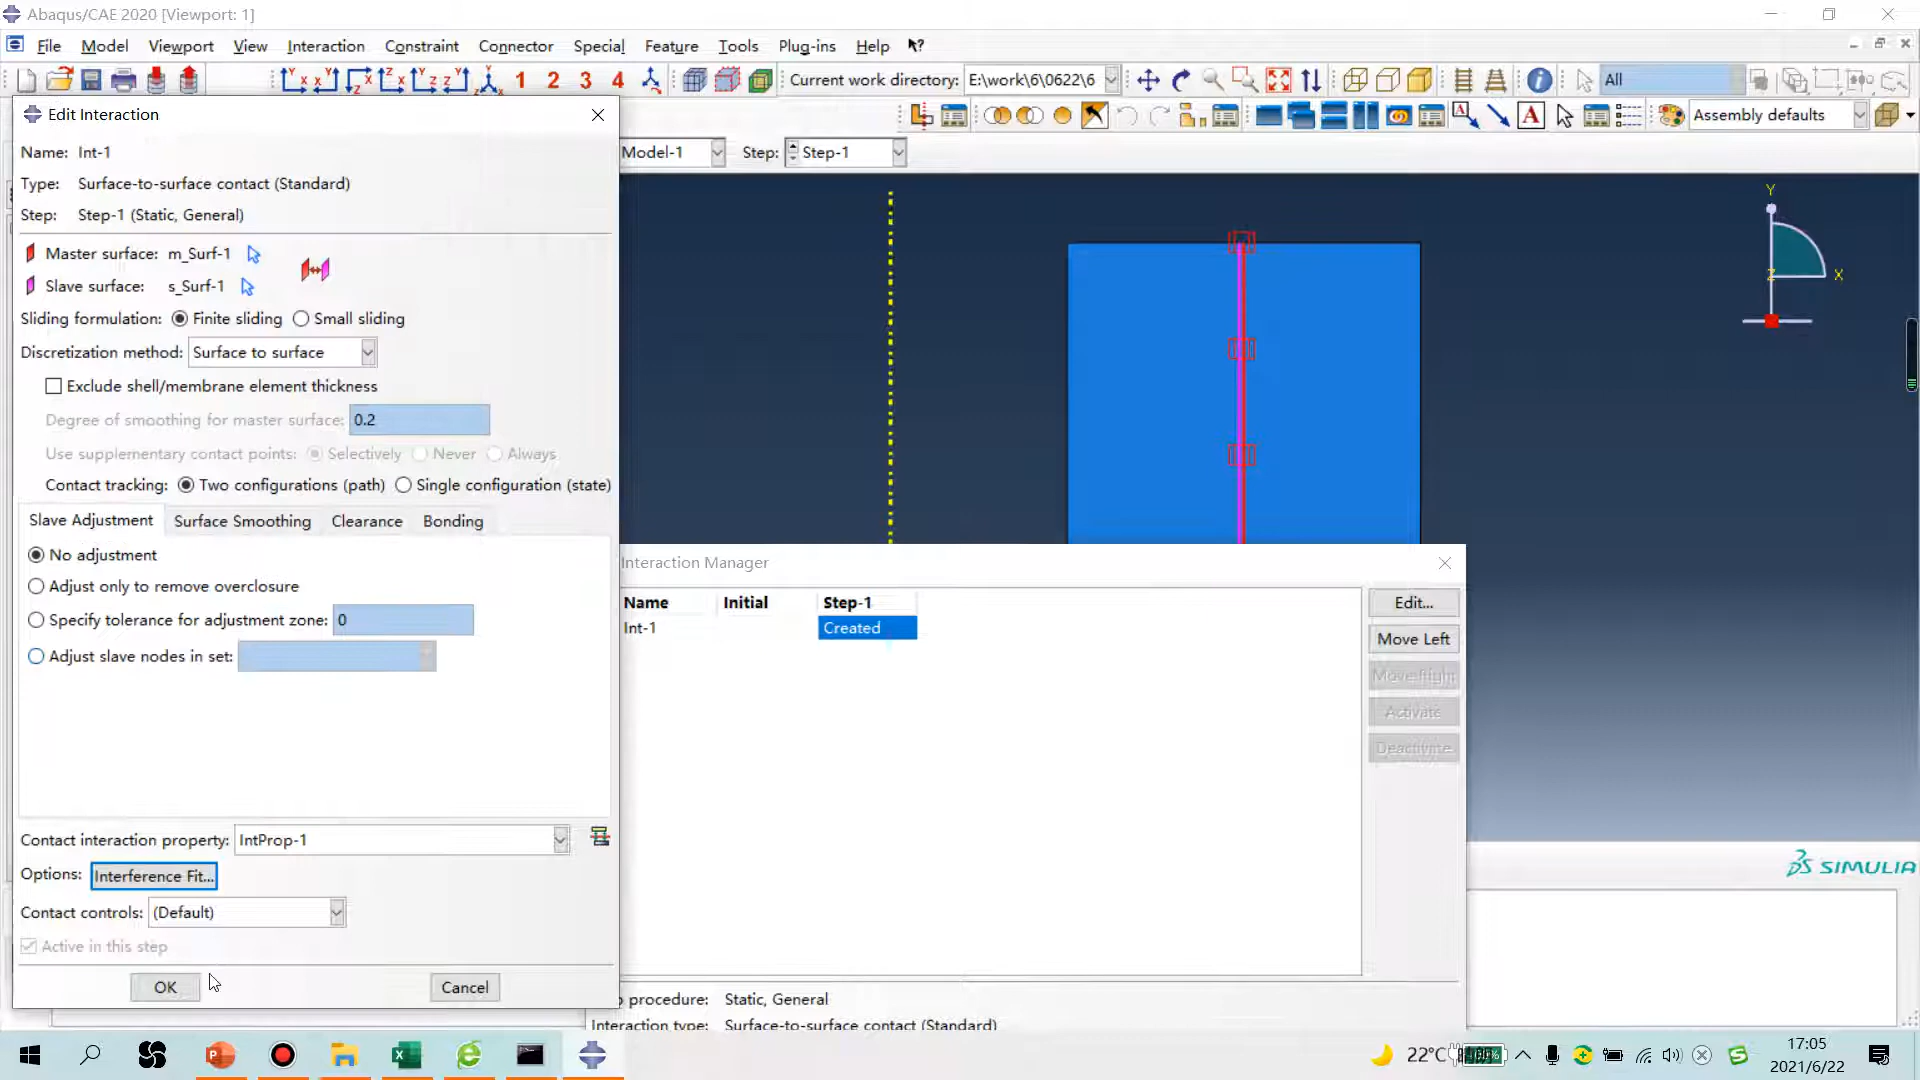 Abaqus/CAE 2020 [Viewport: 1]
File Model Viewport View Interaction Constraint Connector Special Feature Tools Plug-ins Help
1 2 3 4 Current work directory: E:\work\6\0622\6 All
Edit Interaction
Assembly defaults
Name: Int-1
Model-1 Step: Step-1
Type: Surface-to-surface contact (Standard)
Step: Step-1 (Static, General)
Master surface: m_Surf-1
Slave surface: s_Surf-1
Sliding formulation: Finite sliding Small sliding
Discretization method: Surface to surface
Exclude shell/membrane element thickness
Degree of smoothing for master surface: 0.2
Use supplementary contact points: Selectively Never Always
Contact tracking: Two configurations (path) Single configuration (state)
Slave Adjustment Surface Smoothing Clearance Bonding
No adjustment
Adjust only to remove overclosure
Specify tolerance for adjustment zone: 0
Adjust slave nodes in set:
Contact interaction property: IntProp-1
Options: Interference Fit...
Contact controls: (Default)
Active in this step
OK Cancel
Y
X
Z
Interaction Manager
Name Initial Step-1
Int-1 Created
Edit...
Move Left
Move Right
Activate
Deactivate
procedure: Static, General
Interaction type: Surface-to-surface contact (Standard)
SIMULIA
22°C
100%
17:05
2021/6/22